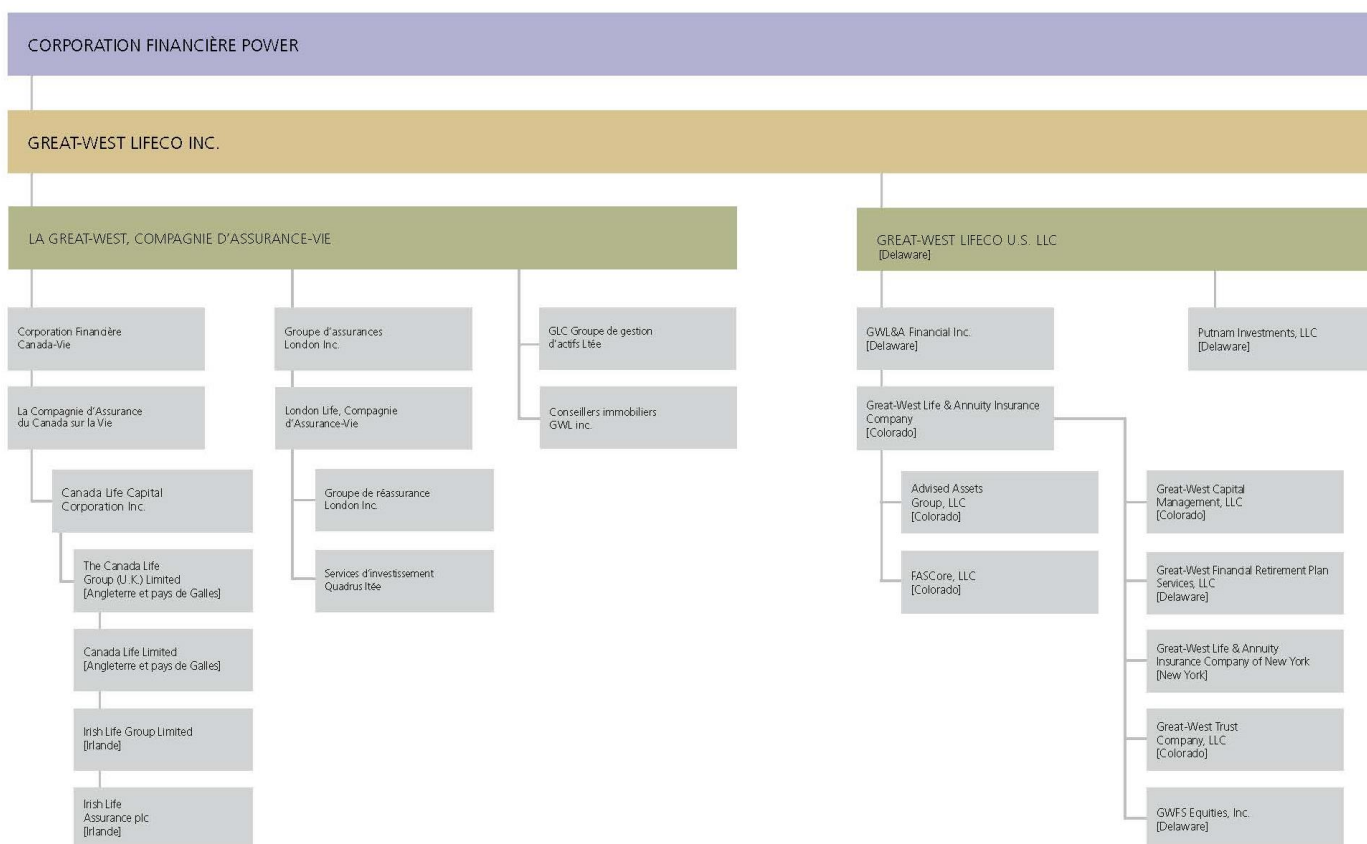 CORPORATION FINANCIÈRE POWER
GREAT-WEST LIFECO INC.
LA GREAT-WEST, COMPAGNIE D'ASSURANCE-VIE
GREAT-WEST LIFECO U.S. LLC
[Delaware]
Corporation Financière
Canada-Vie
Groupe d'assurances
London Inc.
GLC Groupe de gestion
d'actifs Ltée
GWL&A Financial Inc.
[Delaware]
Putnam Investments, LLC
[Delaware]
La Compagnie d'Assurance
du Canada sur la Vie
London Life, Compagnie
d'Assurance-Vie
Conseillers immobiliers
GWL inc.
Great-West Life & Annuity Insurance
Company
[Colorado]
Canada Life Capital
Corporation Inc.
Groupe de réassurance
London Inc.
Advised Assets
Group, LLC
[Colorado]
Great-West Capital
Management, LLC
[Colorado]
The Canada Life
Group (U.K.) Limited
[Angleterre et pays de Galles]
Services d'investissement
Quadrus ltée
FASCore, LLC
[Colorado]
Great-West Financial Retirement Plan
Services, LLC
[Delaware]
Canada Life Limited
[Angleterre et pays de Galles]
Great-West Life & Annuity
Insurance Company of New York
[New York]
Irish Life Group Limited
[Irlande]
Great-West Trust
Company, LLC
[Colorado]
Irish Life
Assurance plc
[Irlande]
GWFS Equities, Inc.
[Delaware]